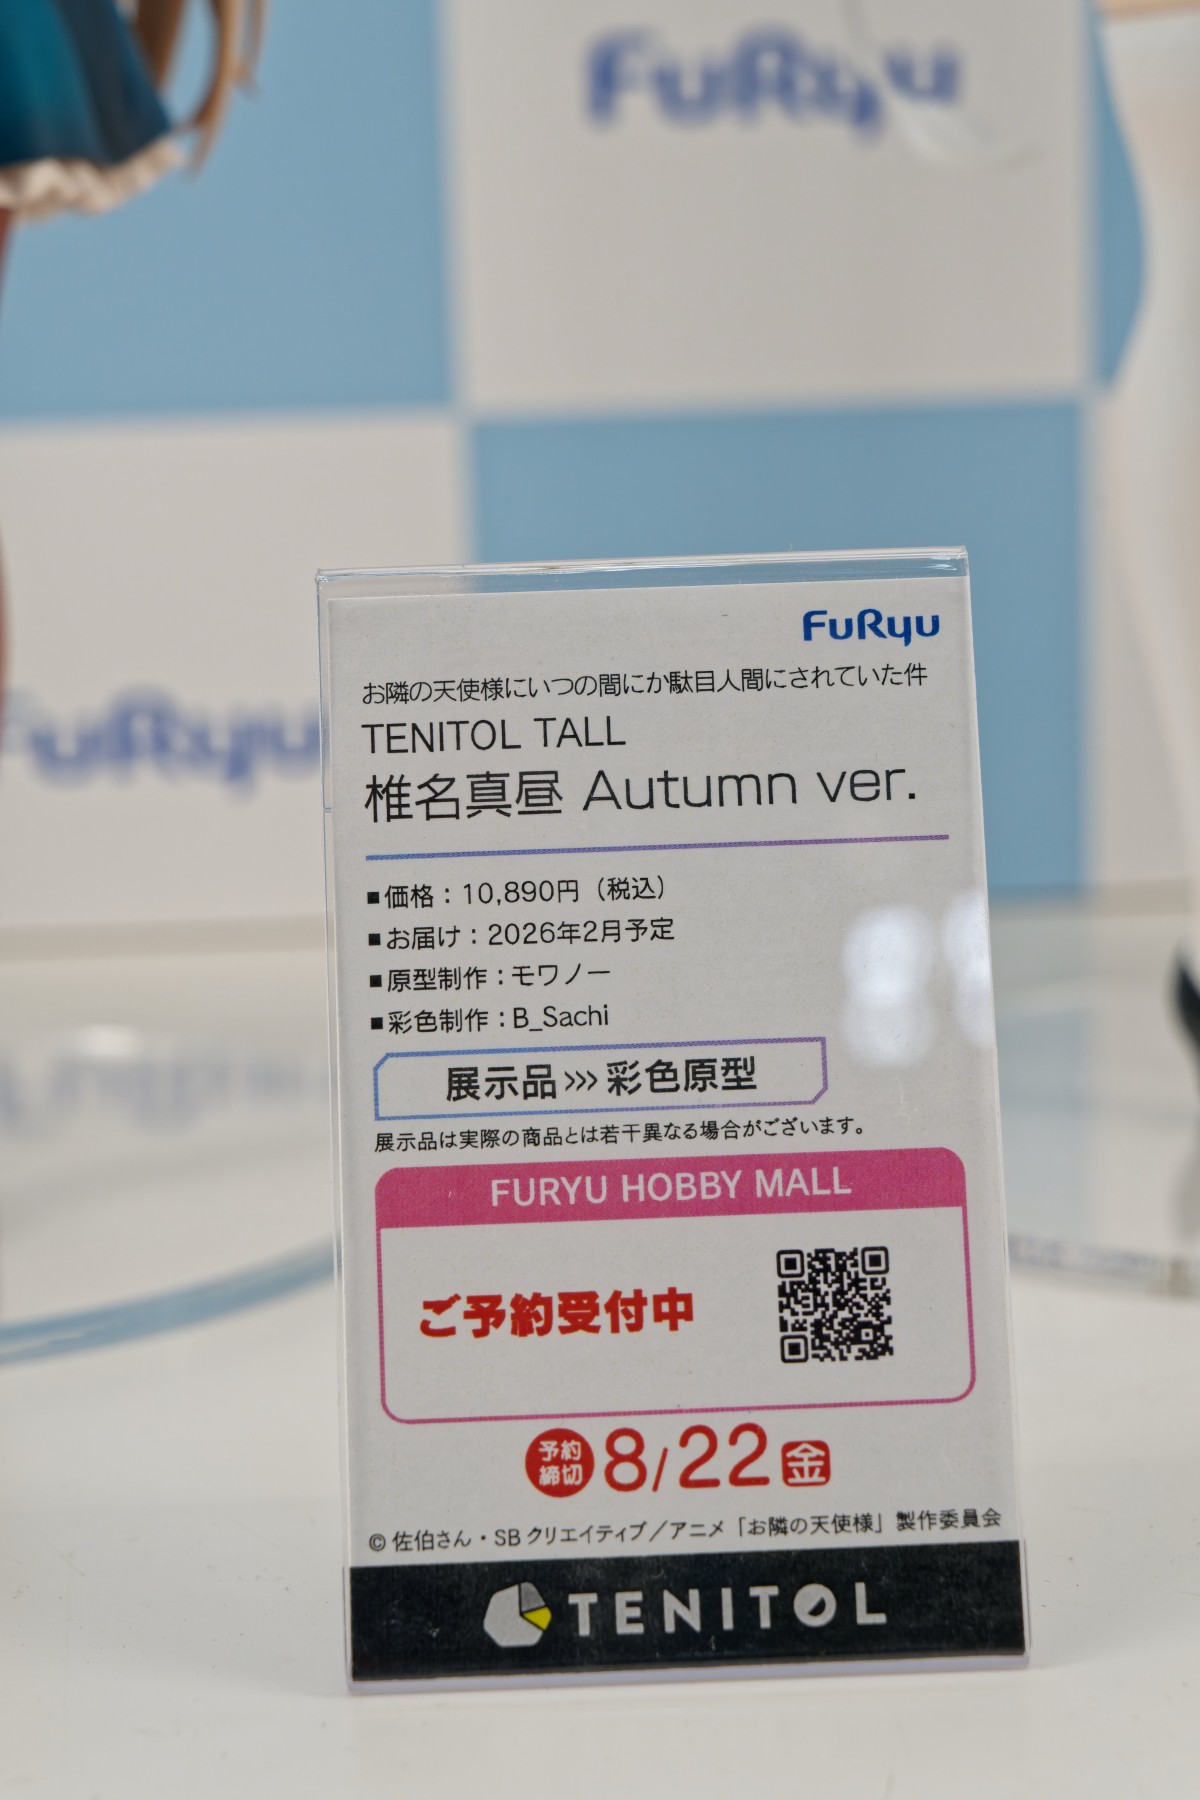 FuRyu
FuRyu
FuRyu
お隣の天使様にいつの間にか駄目人間にされていた件
TENITOL TALL
椎名真昼 Autumn ver.
■価格：10,890円（税込）
■お届け：2026年2月予定
■原型制作：モワノー
■彩色制作：B_Sachi
展示品>>>彩色原型
展示品は実際の商品とは若干異なる場合がございます。
FURYU HOBBY MALL
ご予約受付中
予約締切 8/22 金
© 佐伯さん・SBクリエイティブ／アニメ「お隣の天使様」製作委員会
TENITOL